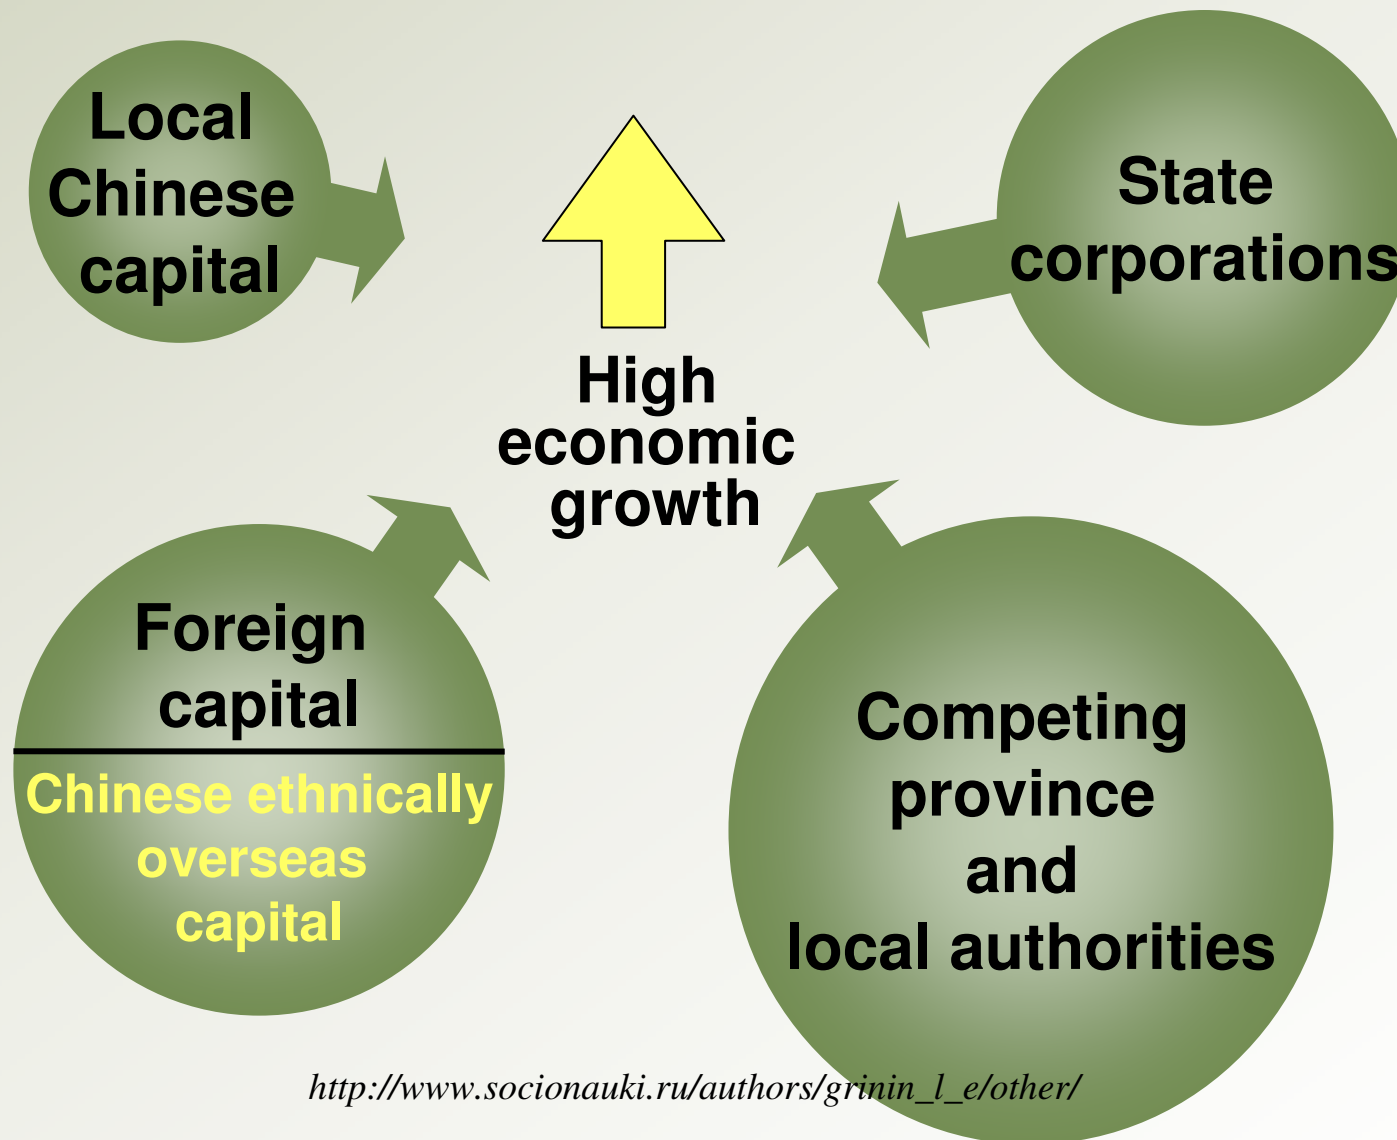 Local
Chinese
capital
State
corporations
High
economic
growth
Foreign
capital
Chinese ethnically
overseas
capital
Competing
province
and
local authorities
http://www.socionauki.ru/authors/grinin_l_e/other/